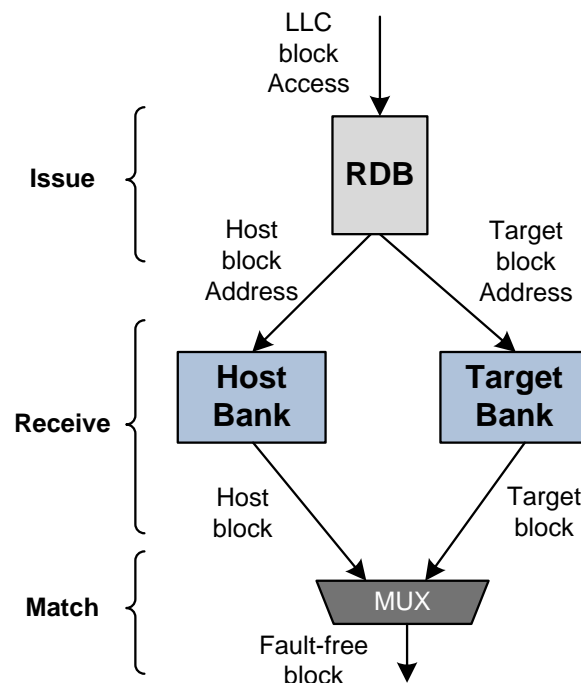 LLC
block
Access
Issue
RDB
Host
block
Address
Target
block
Address
Receive
Host
Bank
Target
Bank
Host
block
Target
block
Match
MUX
Fault-free
block